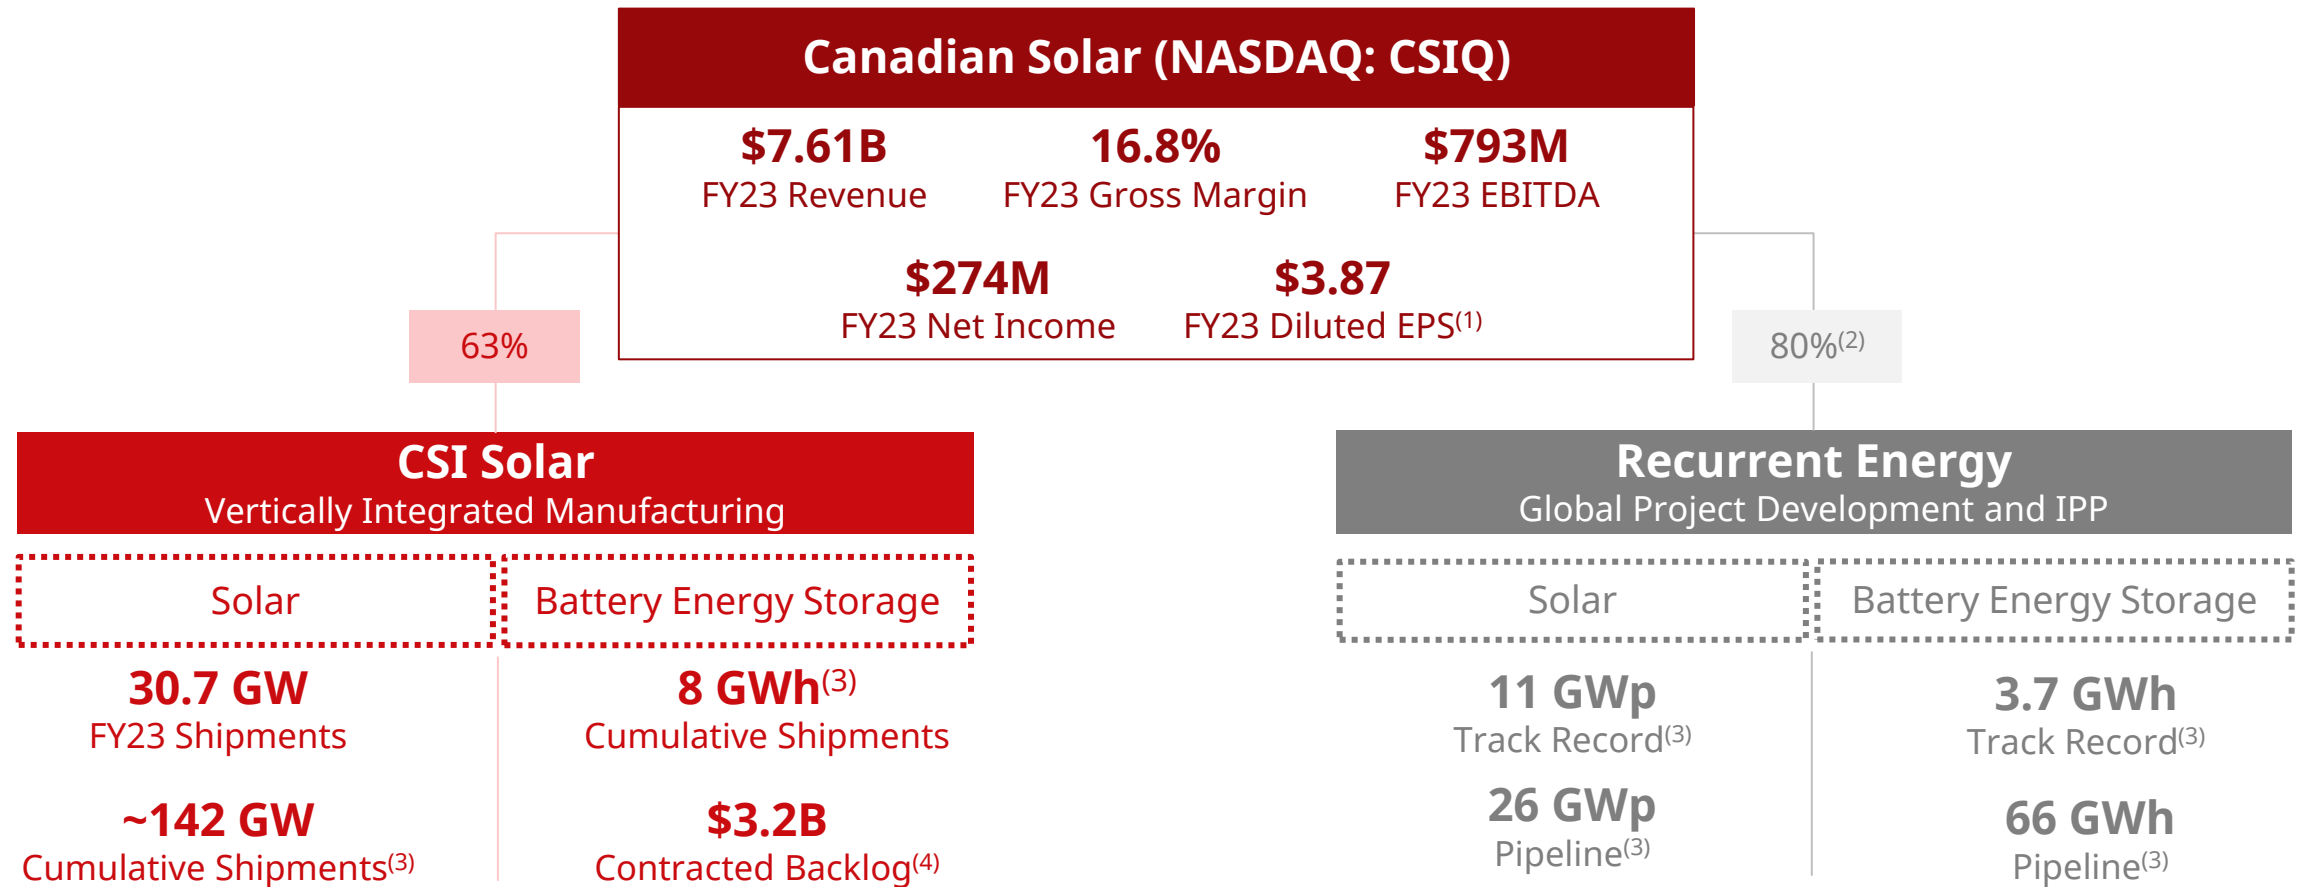 Canadian Solar (NASDAQ: CSIQ)
$7.61B
FY23 Revenue
16.8%
FY23 Gross Margin
$793M
FY23 EBITDA
$274M
FY23 Net Income
$3.87
FY23 Diluted EPS(1)
63%
80%(2)
CSI Solar
Vertically Integrated Manufacturing
Solar
Battery Energy Storage
30.7 GW
FY23 Shipments
8 GWh(3)
Cumulative Shipments
~142 GW
Cumulative Shipments(3)
$3.2B
Contracted Backlog(4)
Recurrent Energy
Global Project Development and IPP
Solar
Battery Energy Storage
11 GWp
Track Record(3)
3.7 GWh
Track Record(3)
26 GWp
Pipeline(3)
66 GWh
Pipeline(3)